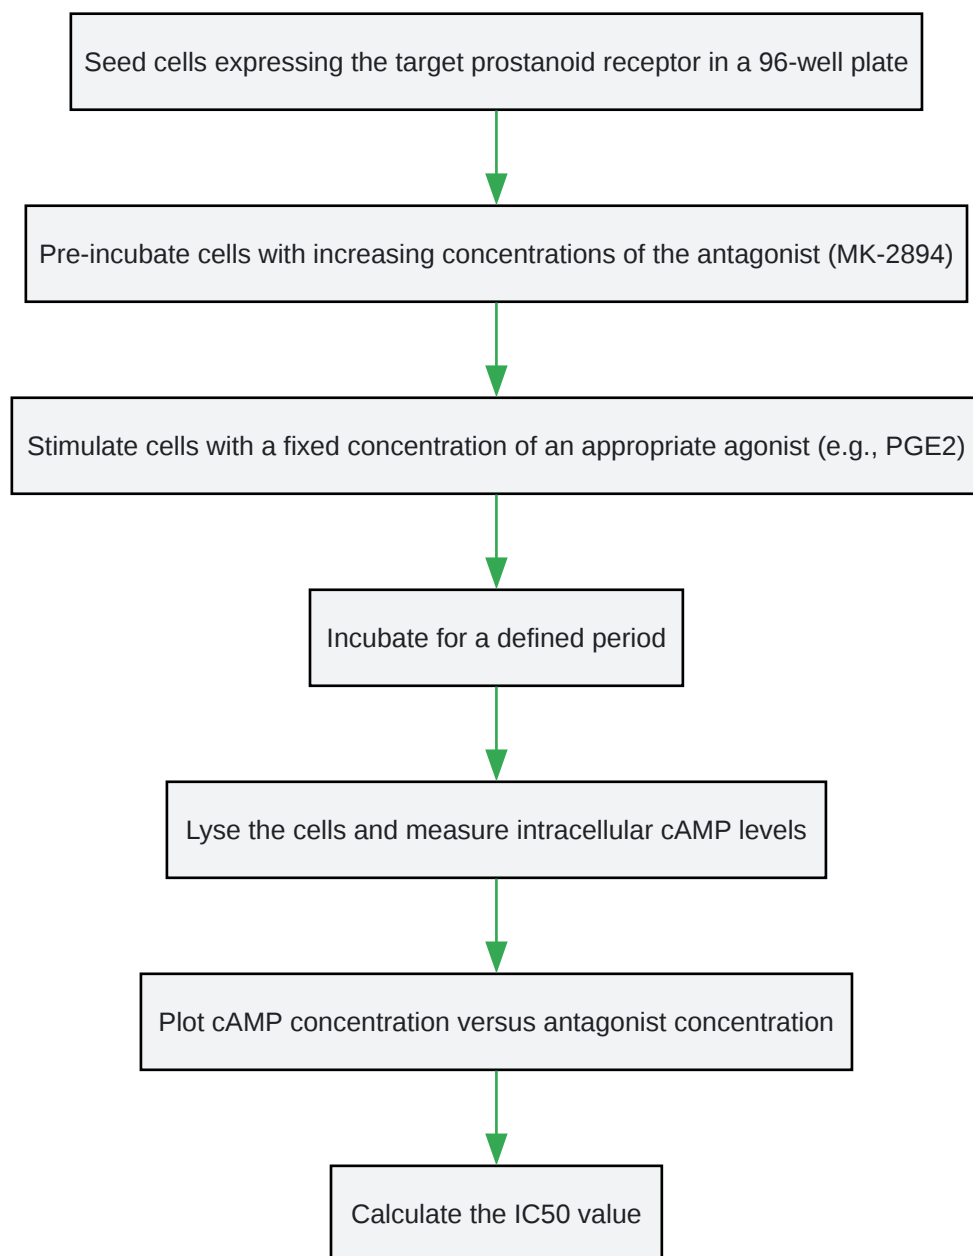 Seed cells expressing the target prostanoid receptor in a 96-well plate
Pre-incubate cells with increasing concentrations of the antagonist (MK-2894)
Stimulate cells with a fixed concentration of an appropriate agonist (e.g., PGE2)
Incubate for a defined period
Lyse the cells and measure intracellular cAMP levels
Plot cAMP concentration versus antagonist concentration
Calculate the IC50 value